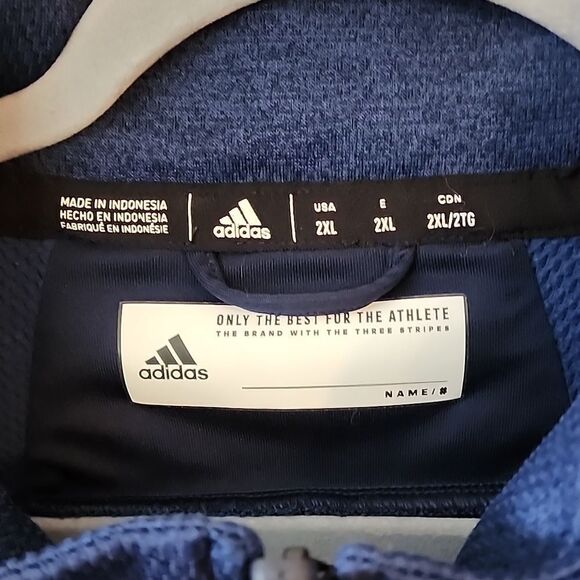 MADE IN INDONESIA
HECHO EN INDONESIA
FABRIQUÉ EN INDONÉSIE
adidas
USA
2XL
E
2XL
CDN
2XL/2TG
ONLY THE BEST FOR THE ATHLETE
THE BRAND WITH THE THREE STRIPES
adidas
NAME/#